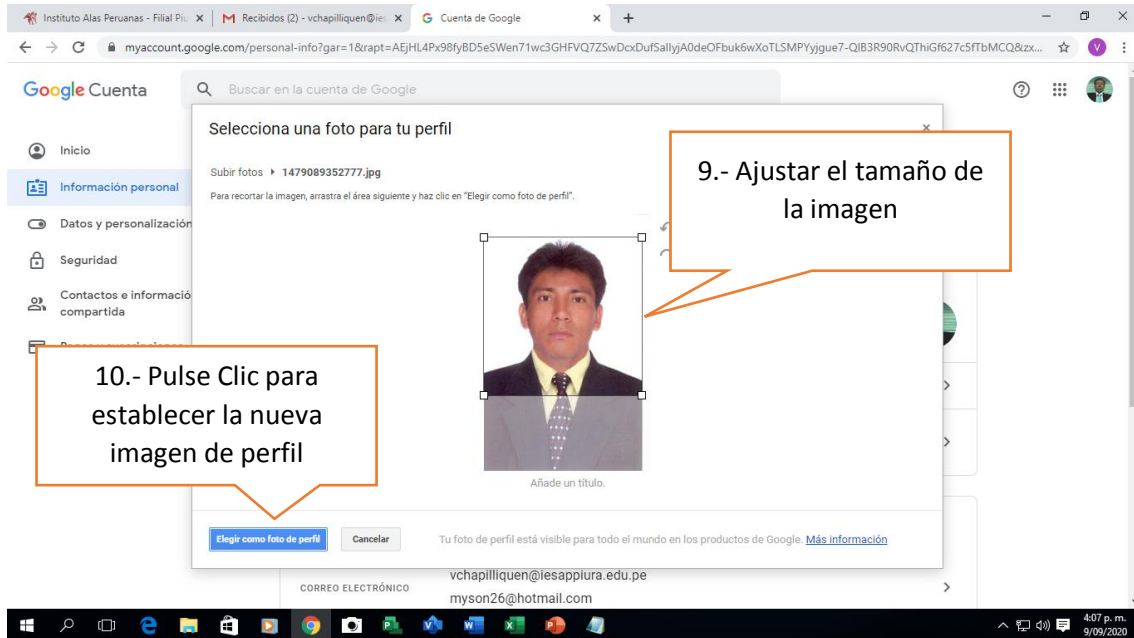 Instituto Alas Peruanas - Filial Piu
Recibidos (2) - vchapilliquen@ies
Cuenta de Google
myaccount.google.com/personal-info?gar=1&rapt=AEjHL4Px98fyBD5eSWen71wc3GHFVQ7ZSwDcxDufSallyjA0deOFbuk6wXoTLSMPYyjgue7-QlB3R90RvQThiGf627c5fTbMCQ&zx...
V
Google Cuenta
Buscar en la cuenta de Google
Inicio
Información personal
Datos y personalización
Seguridad
Contactos e informació
compartida
Selecciona una foto para tu perfil
Subir fotos 1479089352777.jpg
Para recortar la imagen, arrastra el área siguiente y haz clic en "Elegir como foto de perfil".
9.- Ajustar el tamaño de
la imagen
10.- Pulse Clic para
establecer la nueva
imagen de perfil
Añade un título.
Elegir como foto de perfil
Cancelar
Tu foto de perfil está visible para todo el mundo en los productos de Google. Más información
CORREO ELECTRÓNICO
vchapilliquen@iesappiura.edu.pe
myson26@hotmail.com
4:07 p. m.
9/09/2020